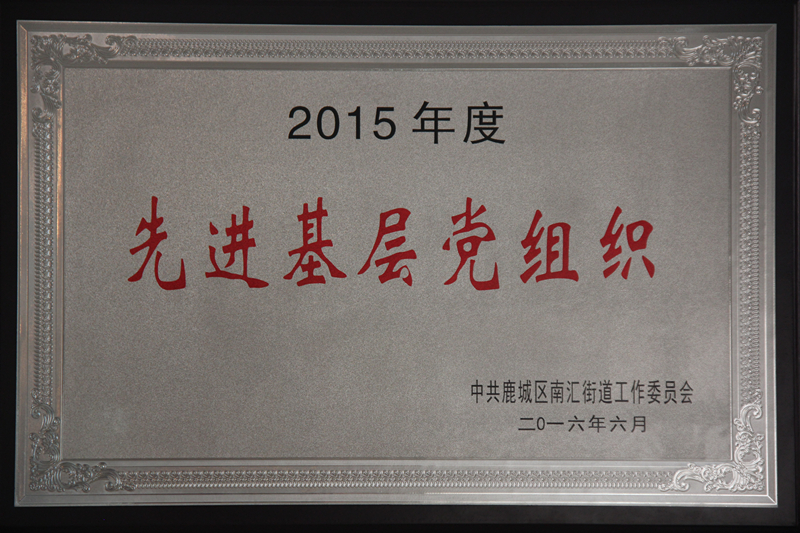 2015年度
先进基层党组织
中共鹿城区南汇街道工作委员会
二0一六年六月